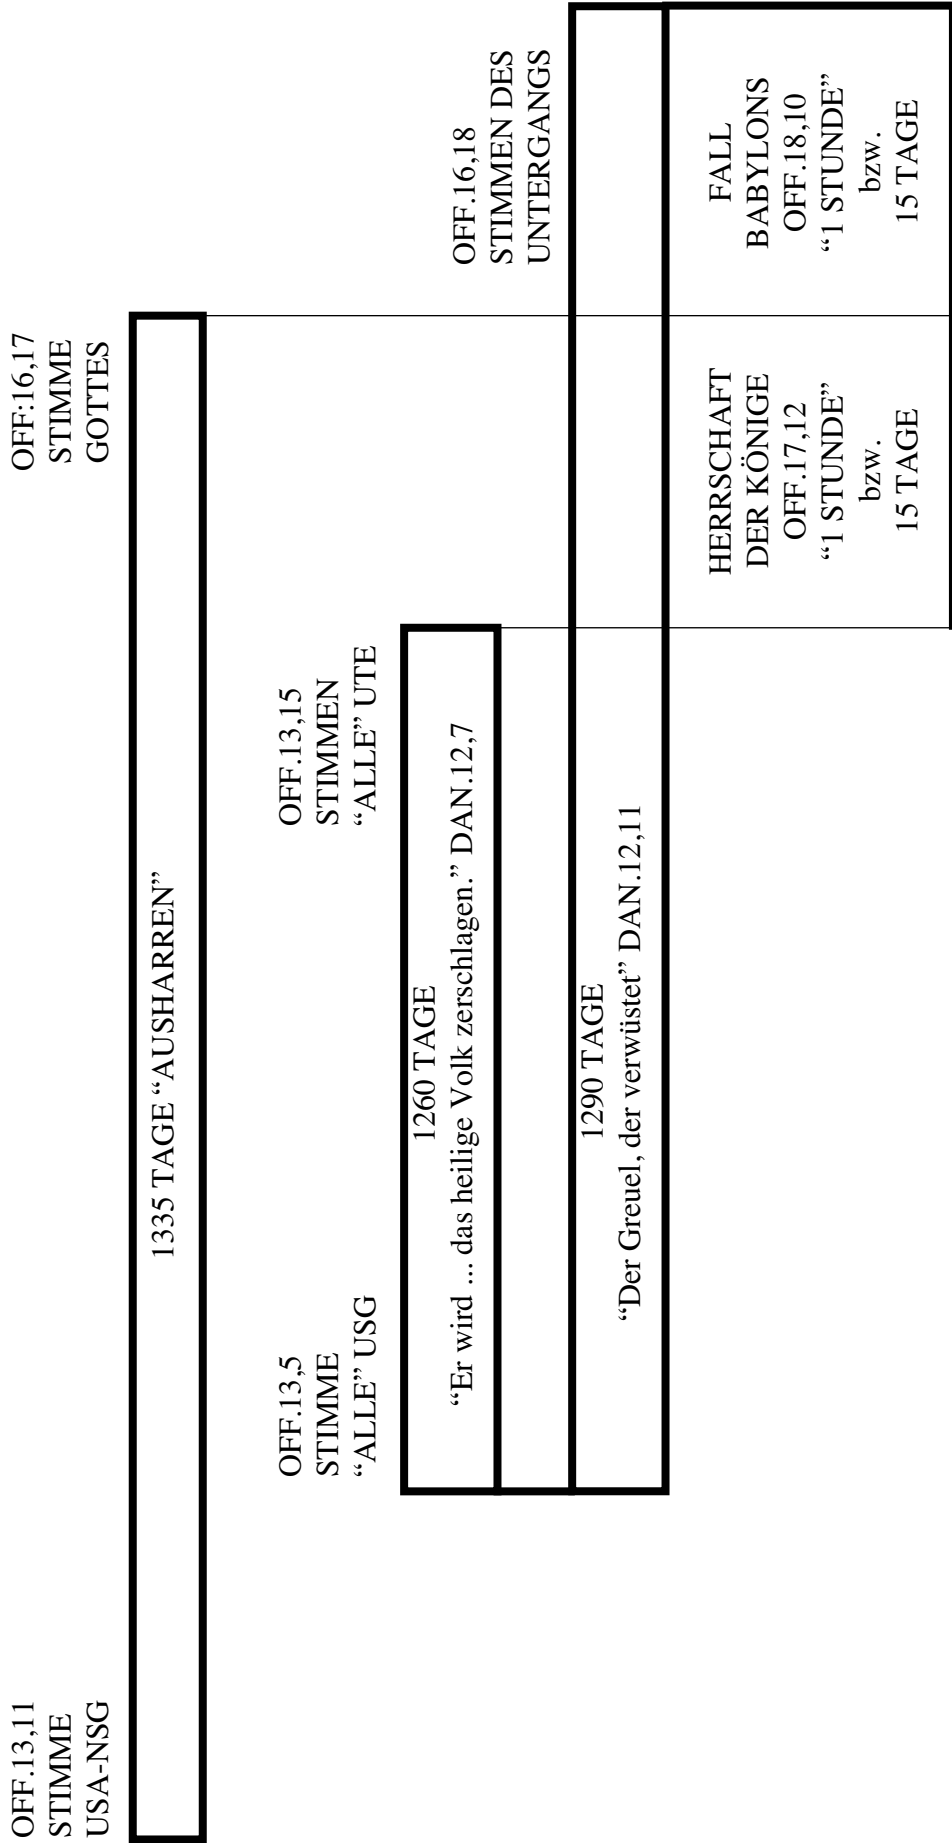 OFF.13,11
STIMME
USA-NSG
OFF:16,17
STIMME
GOTTES
1335 TAGE “AUSHARREN”
OFF.13,5
STIMME
“ALLE” USG
OFF.13,15
STIMMEN
“ALLE” UTE
1260 TAGE
“Er wird ... das heilige Volk zerschlagen.” DAN.12,7
OFF.16,18
STIMMEN DES
UNTERGANGS
1290 TAGE
“Der Greuel, der verwüstet” DAN.12,11
HERRSCHAFT
DER KÖNIGE
OFF.17,12
“1 STUNDE”
bzw.
15 TAGE
FALL
BABYLONS
OFF.18,10
“1 STUNDE”
bzw.
15 TAGE